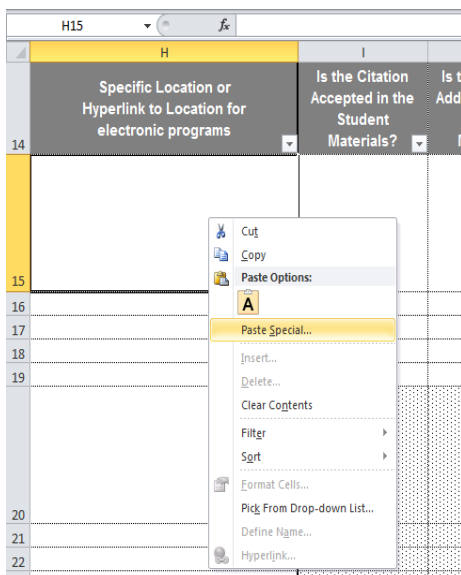 H15
fx
H
I
Specific Location or
Hyperlink to Location for
electronic programs
Is the Citation
Accepted in the
Student
Materials?
Is t
Add
14
15
16
17
18
19
20
21
22
Cut
Copy
Paste Options:
A
Paste Special...
Insert...
Delete...
Clear Contents
Filter
Sort
Format Cells...
Pick From Drop-down List...
Define Name...
Hyperlink...